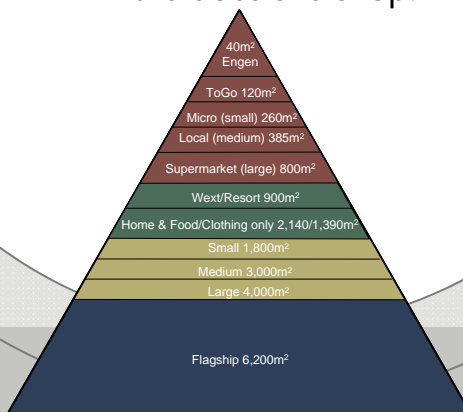 40m²
Engen
ToGo 120m²
Micro (small) 260m²
Local (medium) 385m²
Supermarket (large) 800m²
Wext/Resort 900m²
Home & Food/Clothing only 2,140/1,390m²
Small 1,800m²
Medium 3,000m²
Large 4,000m²
Flagship 6,200m²